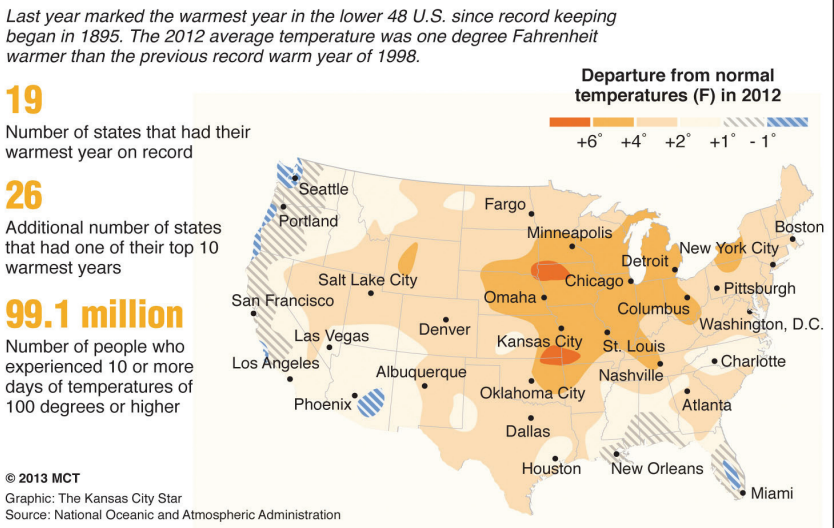 Last year marked the warmest year in the lower 48 U.S. since record keeping
began in 1895. The 2012 average temperature was one degree Fahrenheit
warmer than the previous record warm year of 1998.
19
Number of states that had their
warmest year on record
26
Additional number of states
that had one of their top 10
warmest years
99.1 million
Number of people who
experienced 10 or more
days of temperatures of
100 degrees or higher
Departure from normal
temperatures (F) in 2012
+6˚ +4˚ +2˚ +1˚ - 1˚
Seattle
Portland
Fargo
Minneapolis
Boston
New York City
Detroit
Salt Lake City
Chicago
Pittsburgh
San Francisco
Omaha
Columbus
Denver
Washington, D.C.
Las Vegas
Kansas City
St. Louis
Los Angeles
Albuquerque
Nashville
Charlotte
Oklahoma City
Phoenix
Atlanta
Dallas
Houston
New Orleans
Miami
© 2013 MCT
Graphic: The Kansas City Star
Source: National Oceanic and Atmospheric Administration